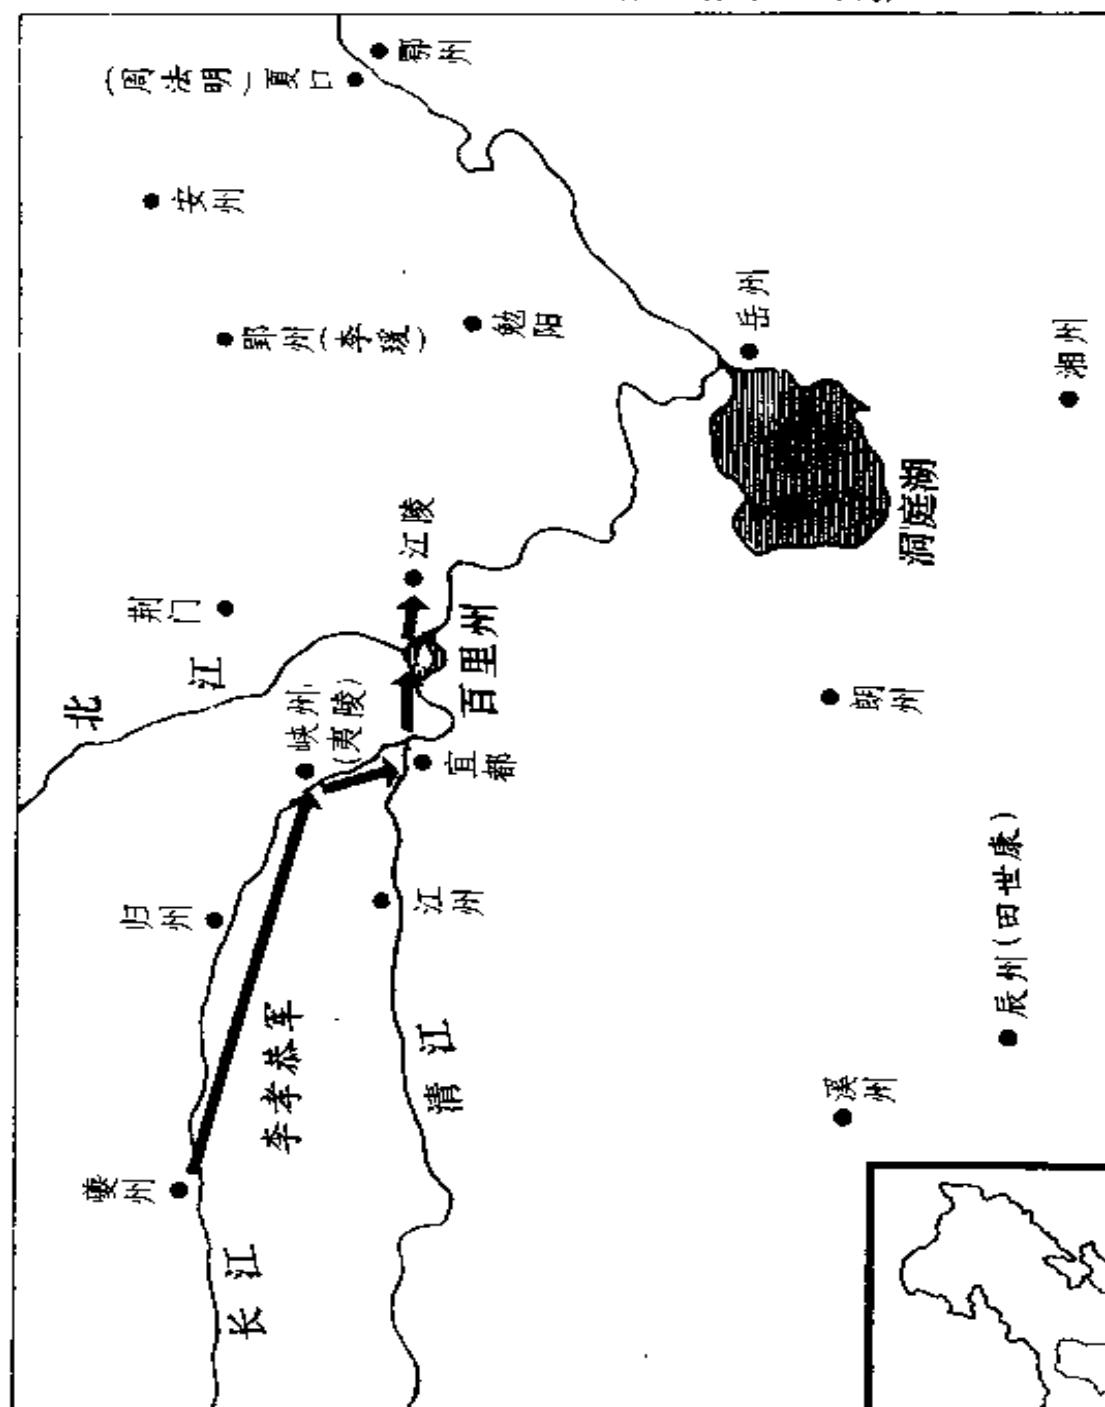 鄂州
(周法明)夏口
安州
郢州(李瑗)
勉阳
岳州
湘州
洞庭湖
江陵
荆门
北江
百里州
峡州
(夷陵)
宜都
朗州
归州
江州
李孝恭军
清江
辰州(田世康)
溪州
夔州
长江